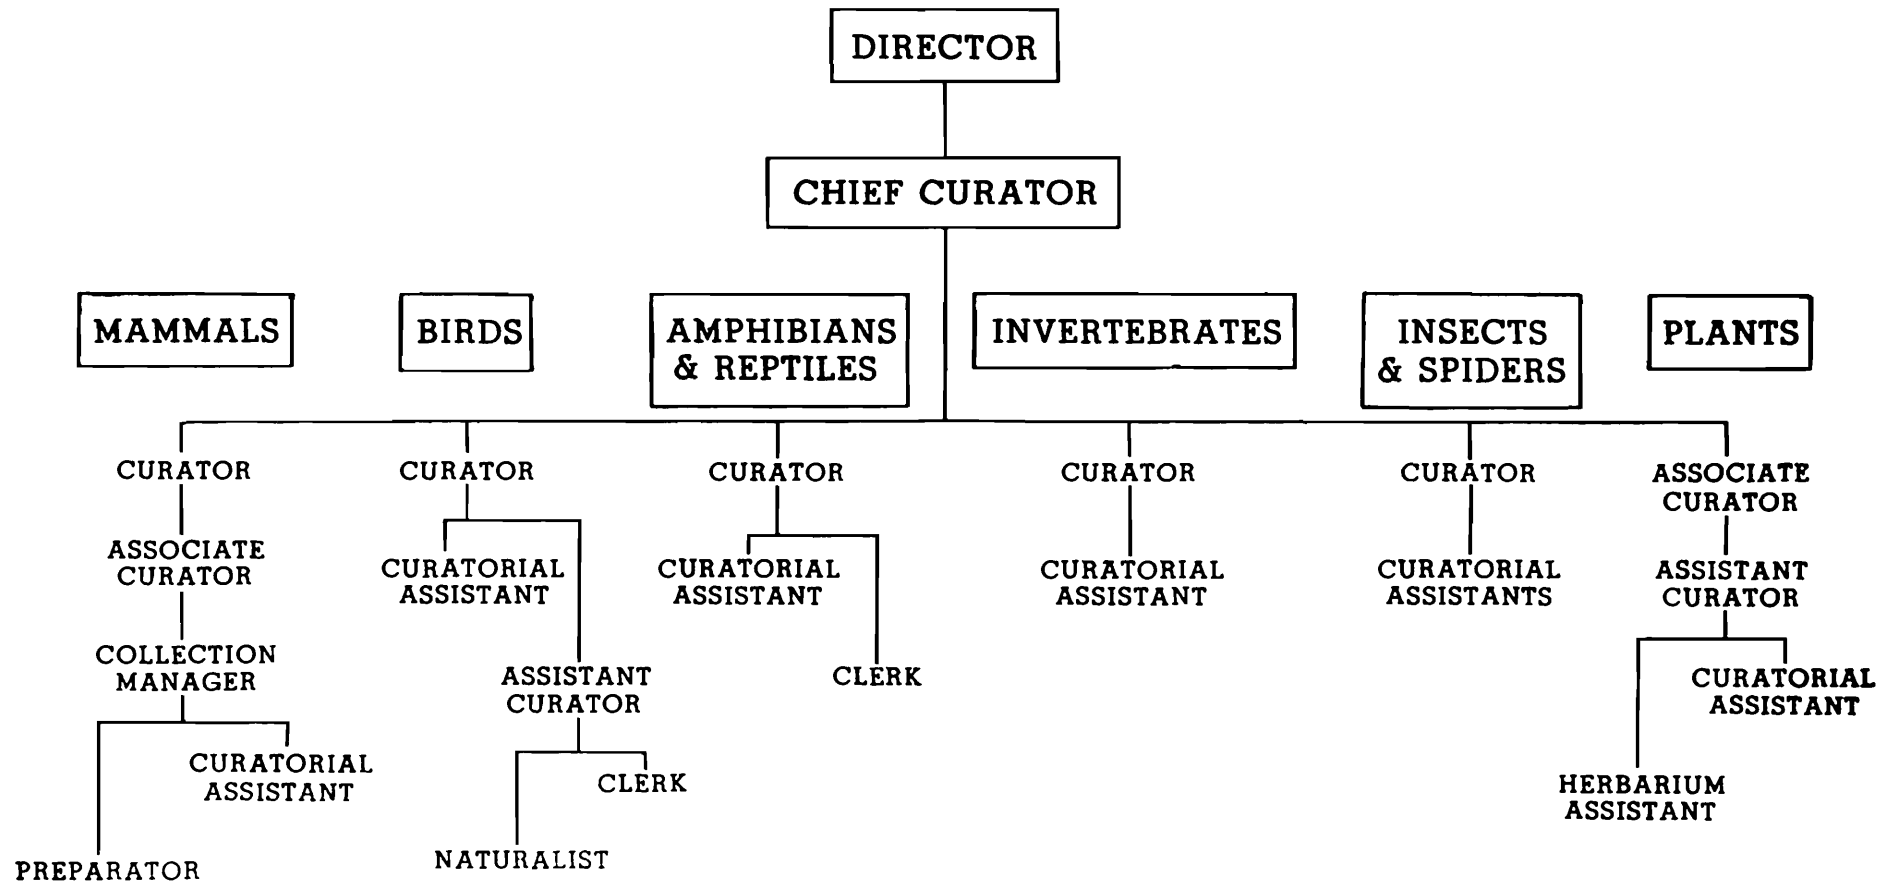 DIRECTOR
CHIEF CURATOR
MAMMALS
BIRDS
AMPHIBIANS
& REPTILES
INVERTEBRATES
INSECTS
& SPIDERS
PLANTS
CURATOR
CURATOR
CURATOR
CURATOR
CURATOR
ASSOCIATE
CURATOR
ASSOCIATE
CURATOR
CURATORIAL
ASSISTANT
CURATORIAL
ASSISTANT
CURATORIAL
ASSISTANT
CURATORIAL
ASSISTANTS
ASSISTANT
CURATOR
COLLECTION
MANAGER
ASSISTANT
CURATOR
CLERK
CURATORIAL
ASSISTANT
CURATORIAL
ASSISTANT
CLERK
HERBARIUM
ASSISTANT
PREPARATOR
NATURALIST